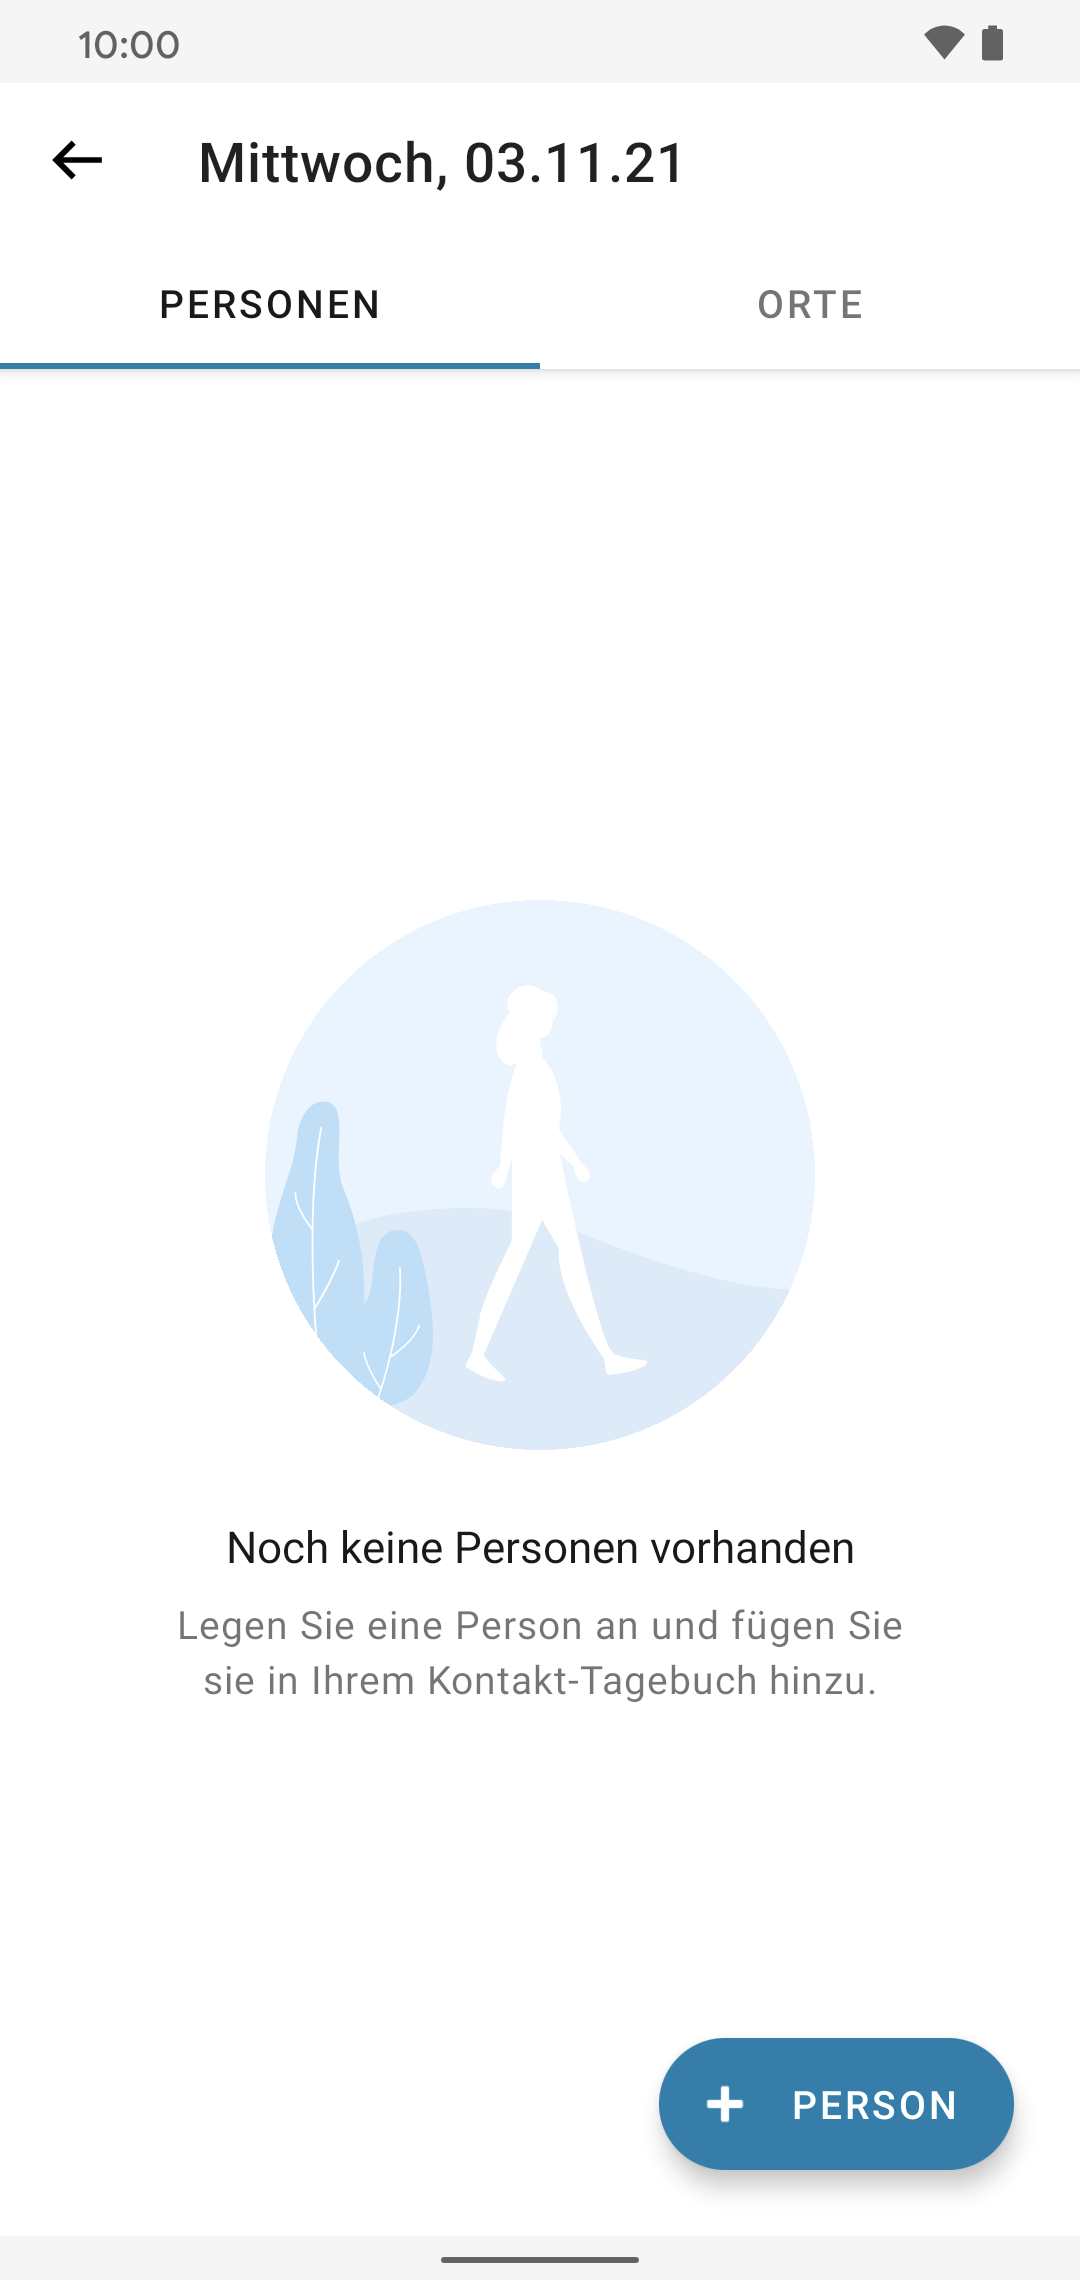 10:00
Mittwoch, 03.11.21
PERSONEN
ORTE
Noch keine Personen vorhanden
Legen Sie eine Person an und fügen Sie
sie in Ihrem Kontakt-Tagebuch hinzu.
PERSON